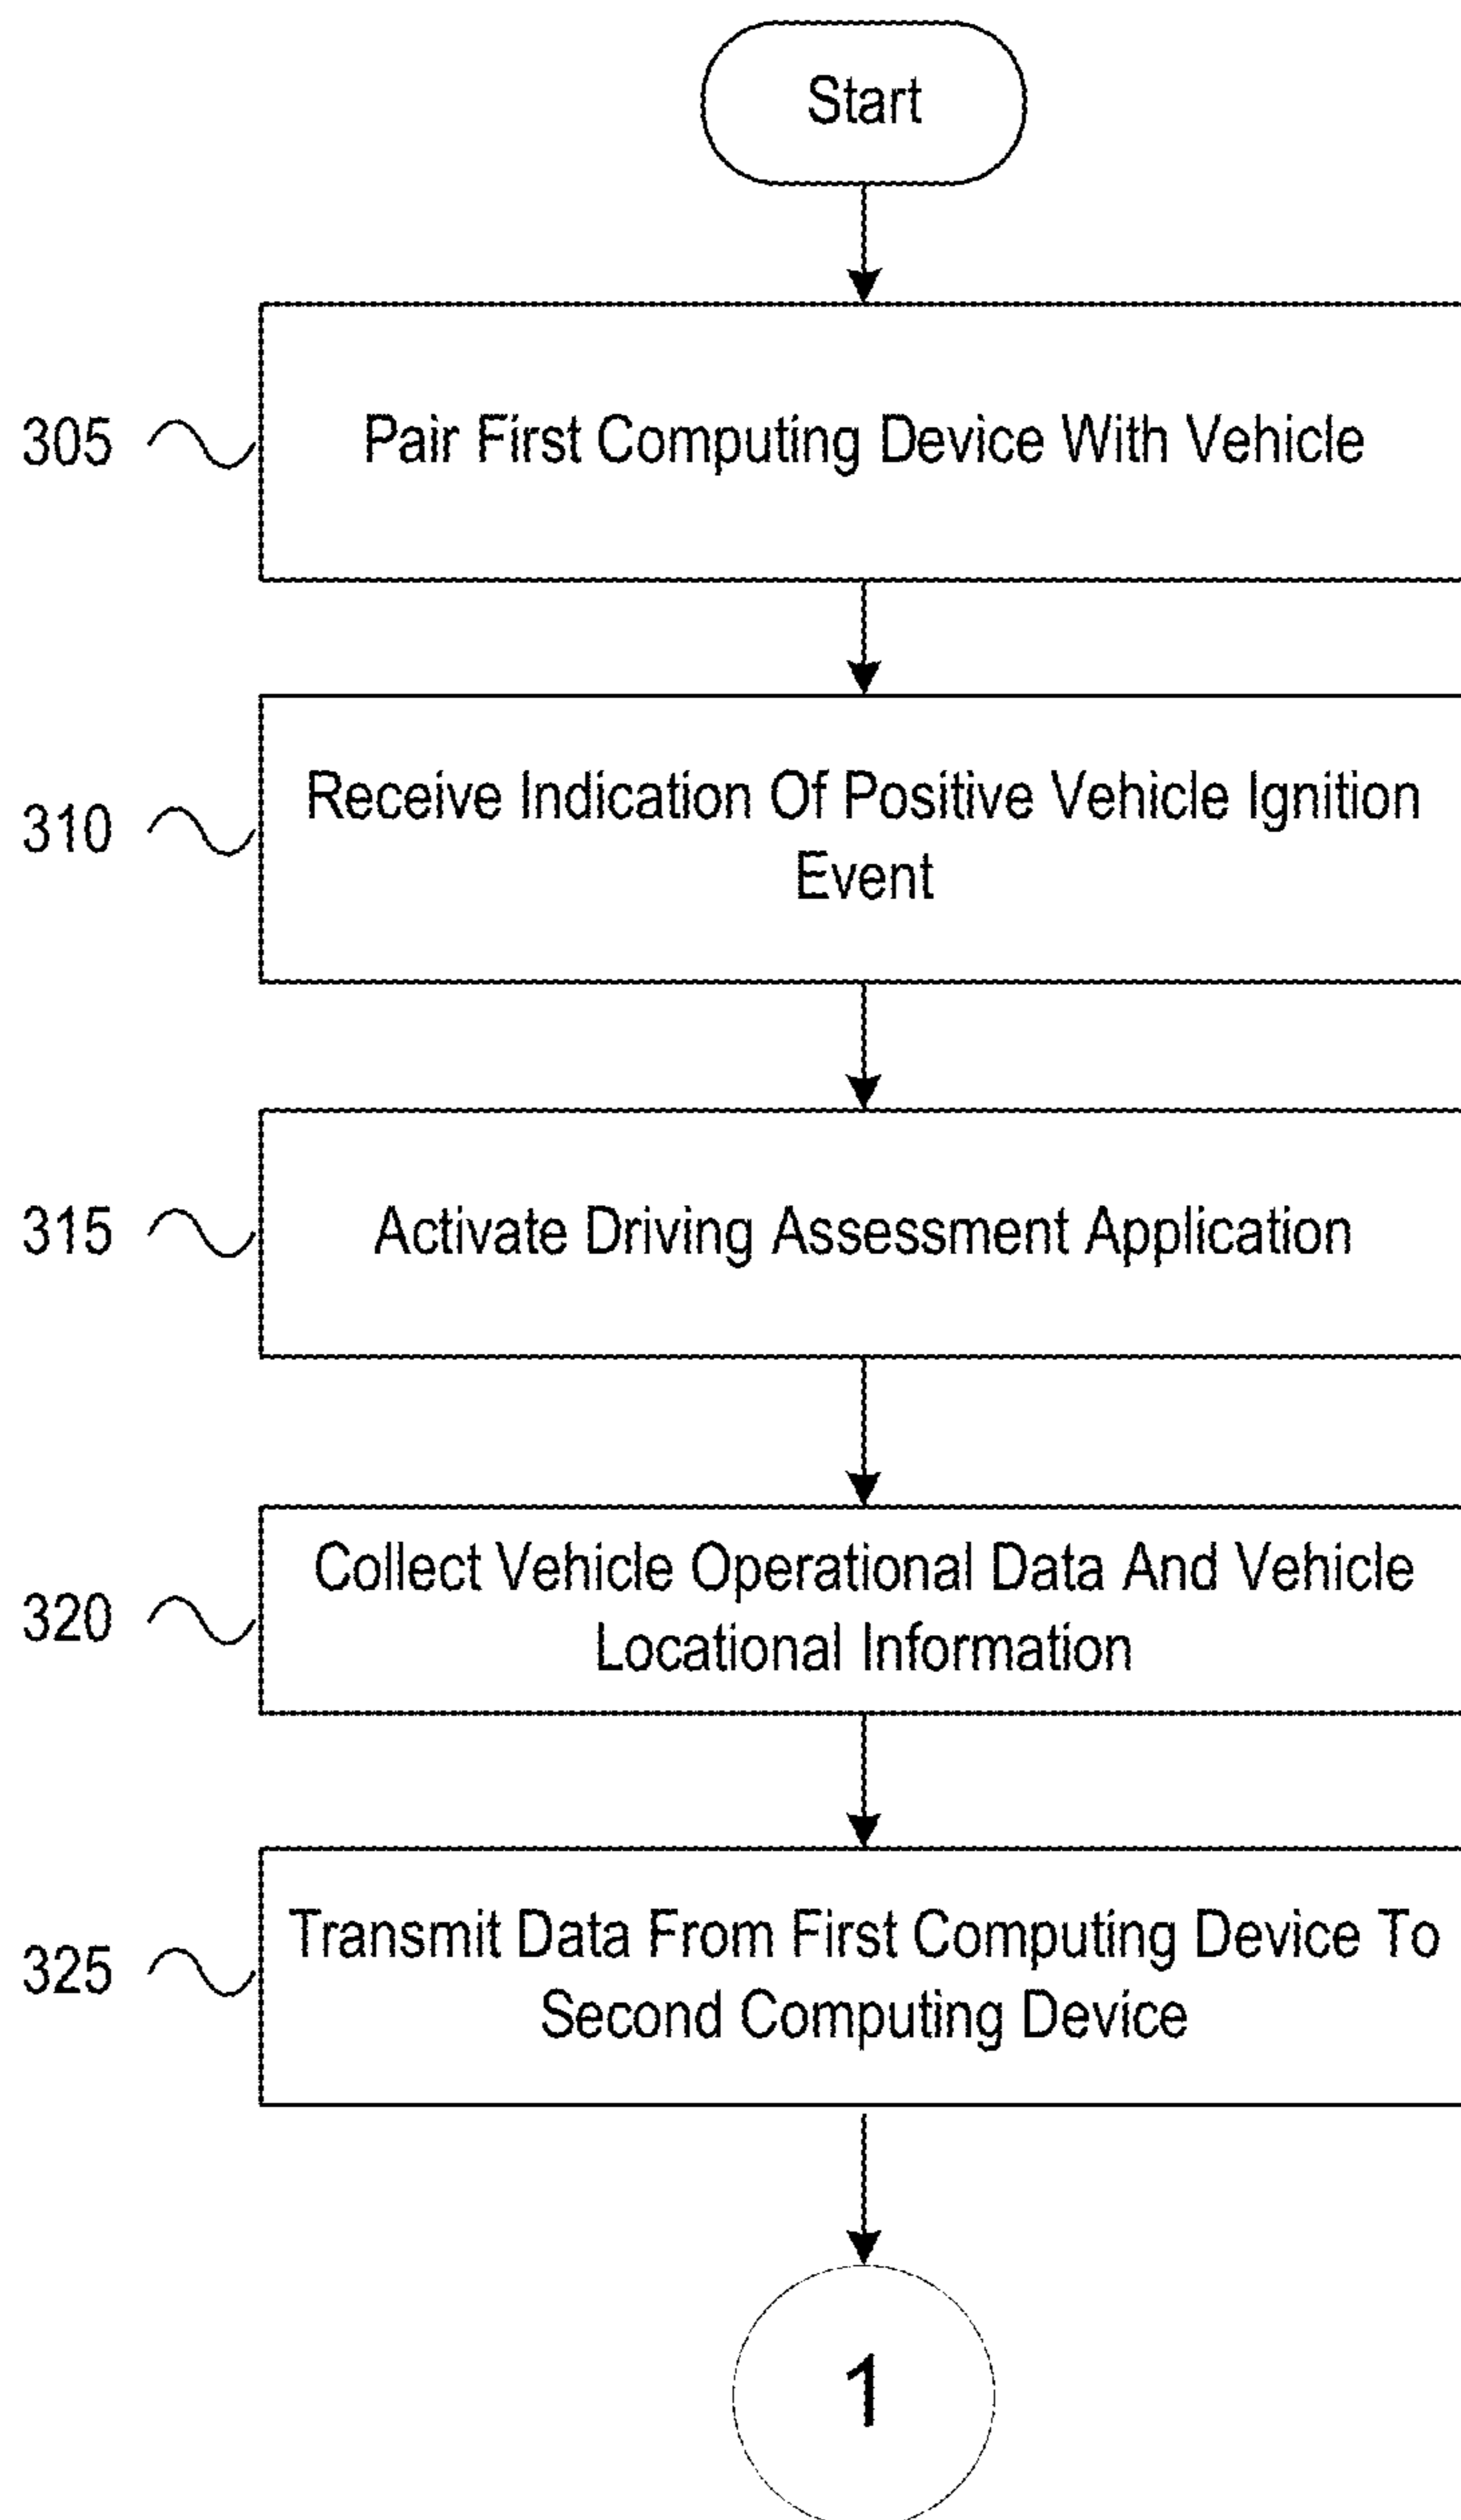 Start
305
Pair First Computing Device With Vehicle
310
Receive Indication Of Positive Vehicle Ignition
Event
315
Activate Driving Assessment Application
320
Collect Vehicle Operational Data And Vehicle
Locational Information
325
Transmit Data From First Computing Device To
Second Computing Device
1